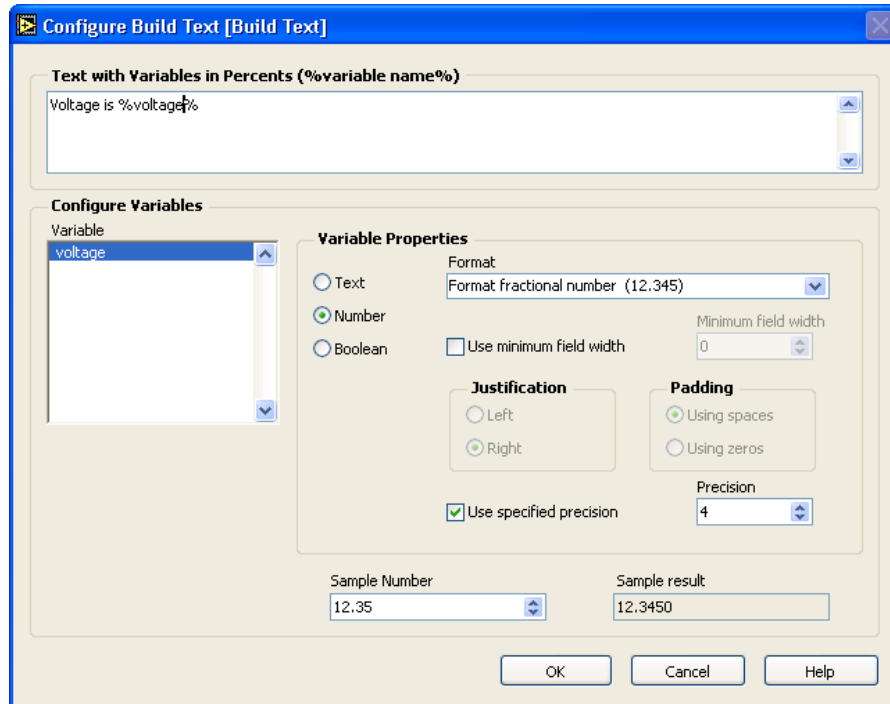 Configure Build Text [Build Text]
Text with Variables in Percents (%variable name%)
Voltage is %voltage%
Configure Variables
Variable
voltage
Variable Properties
Text
Number
Boolean
Format
Format fractional number (12.345)
Use minimum field width
Minimum field width
0
Justification
Left
Right
Padding
Using spaces
Using zeros
Use specified precision
Precision
4
Sample Number
12.35
Sample result
12.3450
OK
Cancel
Help